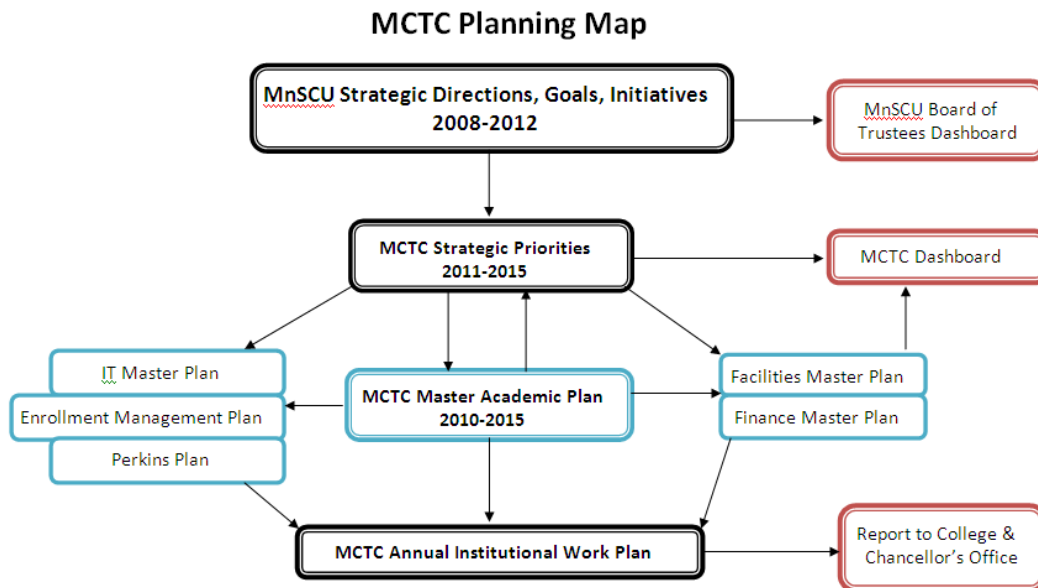 MCTC Planning Map
MnSCU Strategic Directions, Goals, Initiatives
2008-2012
MnSCU Board of
Trustees Dashboard
MCTC Strategic Priorities
2011-2015
MCTC Dashboard
IT Master Plan
Enrollment Management Plan
Perkins Plan
MCTC Master Academic Plan
2010-2015
Facilities Master Plan
Finance Master Plan
MCTC Annual Institutional Work Plan
Report to College &
Chancellor's Office